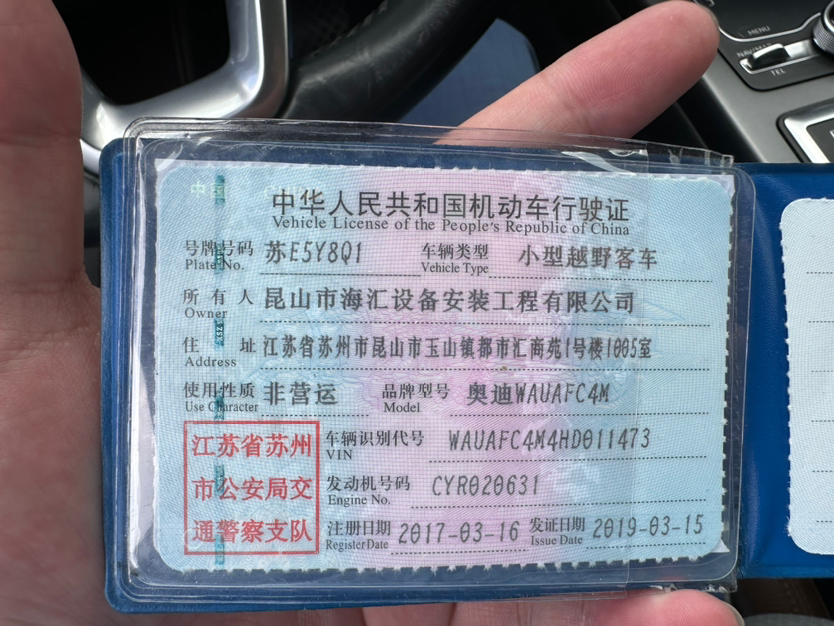 MENU
NAV/MAP
TEL
中国
中华人民共和国机动车行驶证
Vehicle License of the People's Republic of China
号牌号码 苏E5Y8Q1 车辆类型 小型越野客车
Plate No. Vehicle Type
所有人 昆山市海汇设备安装工程有限公司
Owner
住址 江苏省苏州市昆山市玉山镇都市汇商苑1号楼1005室
Address
使用性质 非营运 品牌型号 奥迪WAUAFC4M
Use Character Model
江苏省苏州
市公安局交
通警察支队
车辆识别代号 WAUAFC4M4HD011473
VIN
发动机号码 CYR020631
Engine No.
注册日期 2017-03-16 发证日期 2019-03-15
Register Date Issue Date